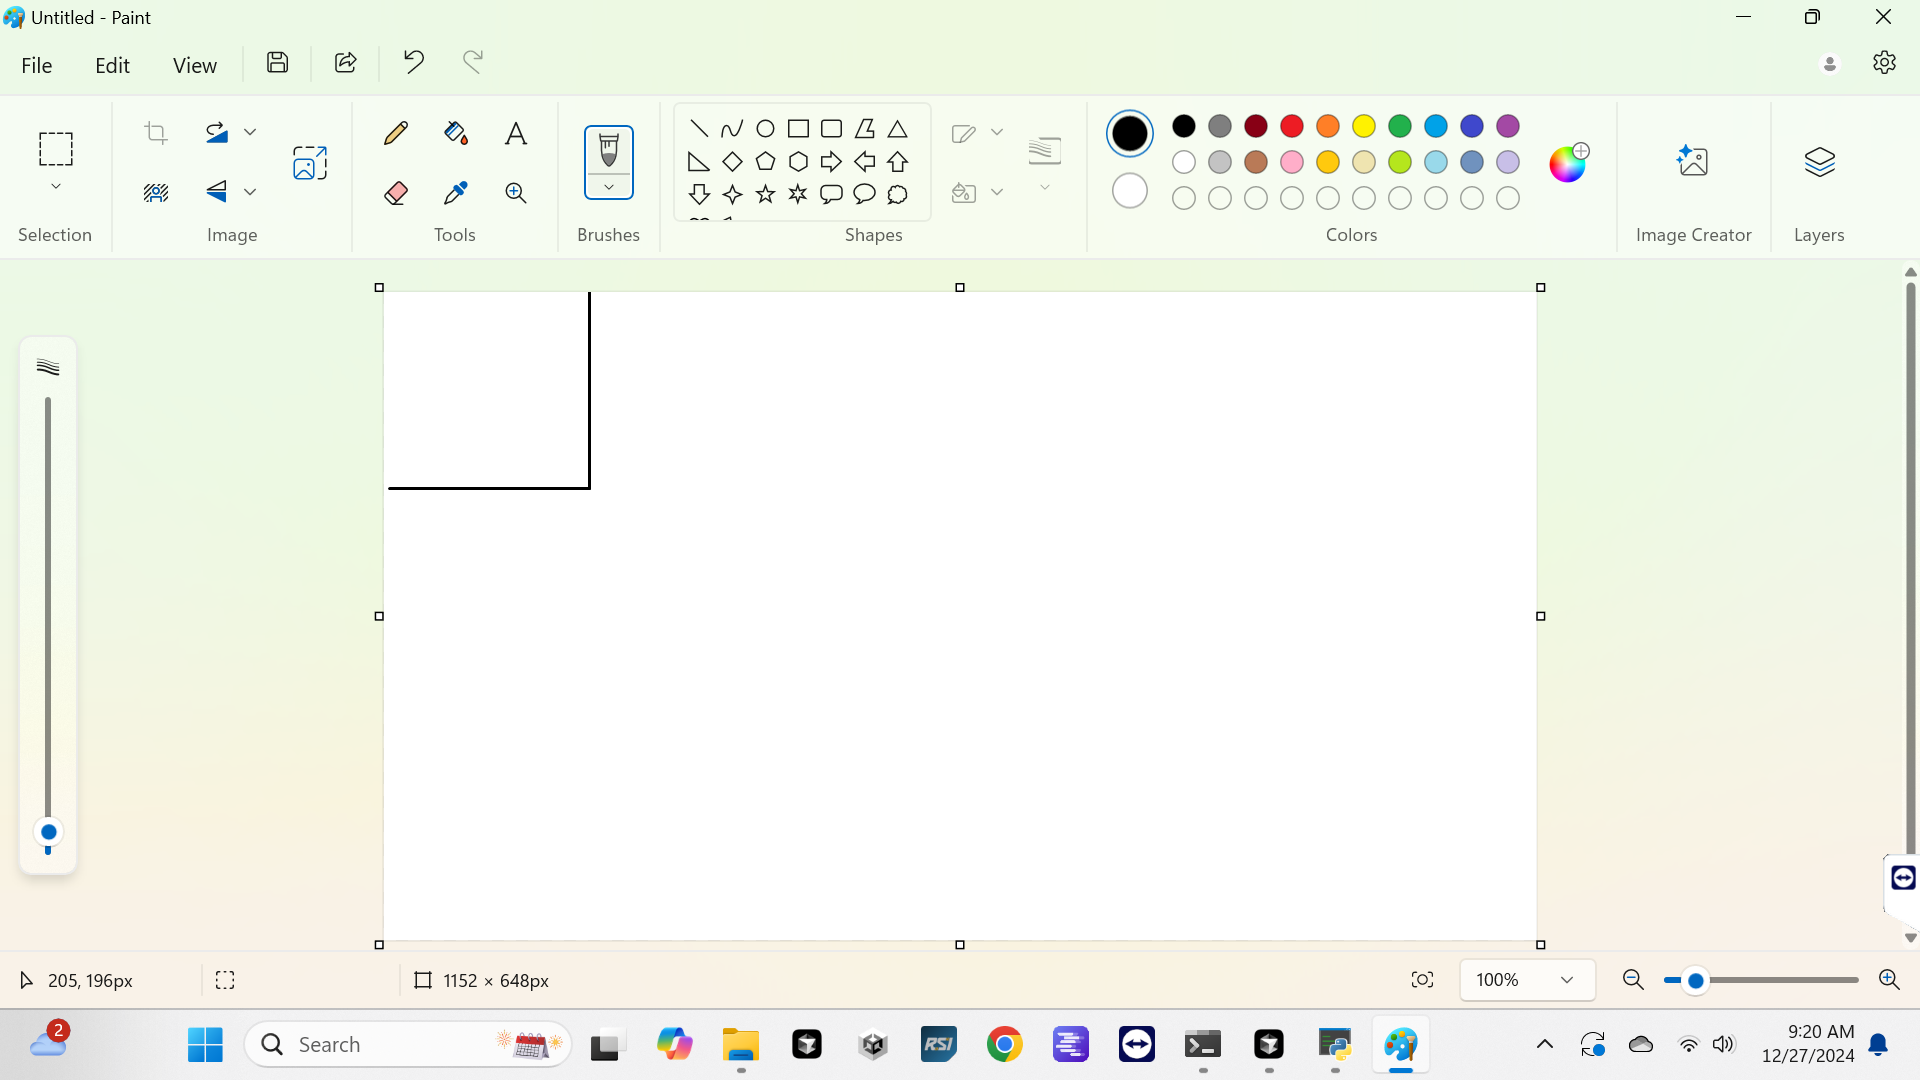 Untitled - Paint
File
Edit
View
Selection
Image
Tools
Brushes
Shapes
Colors
Image Creator
Layers
205, 196px
1152 × 648px
100%
2
Search
RSI
9:20 AM
12/27/2024